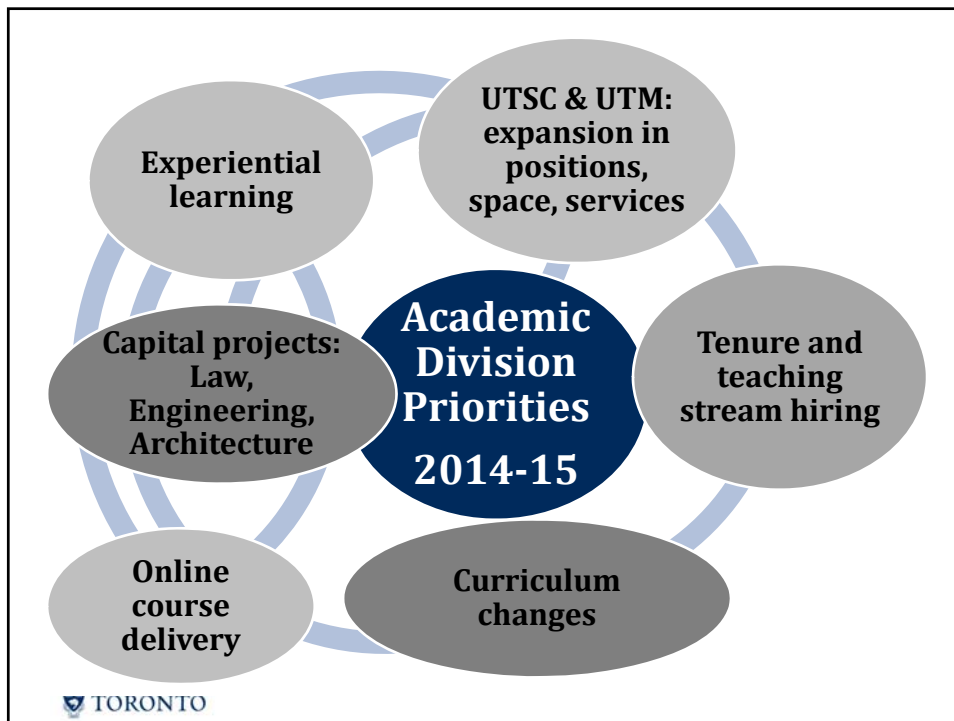 UTSC & UTM:
expansion in
positions,
space, services
Experiential
learning
Academic
Division
Priorities
2014-15
Tenure and
teaching
stream hiring
Capital projects:
Law,
Engineering,
Architecture
Curriculum
changes
Online
course
delivery
TORONTO